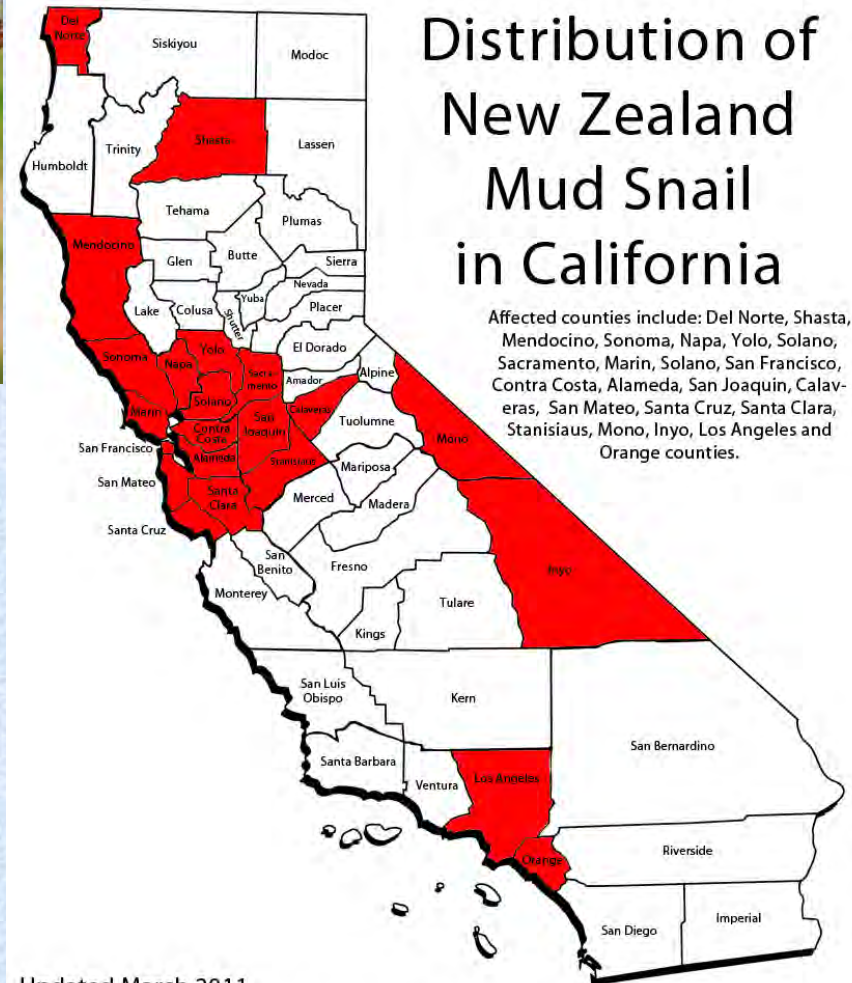 Distribution of
New Zealand
Mud Snail
in California
Affected counties include: Del Norte, Shasta,
Mendocino, Sonoma, Napa, Yolo, Solano,
Sacramento, Marin, Solano, San Francisco,
Contra Costa, Alameda, San Joaquin, Calav-
eras, San Mateo, Santa Cruz, Santa Clara,
Stanisiaus, Mono, Inyo, Los Angeles and
Orange counties.
Del
Norte
Siskiyou
Modoc
Humboldt
Trinity
Shasta
Lassen
Tehama
Plumas
Mendocino
Glen
Butte
Sierra
Nevada
Yuba
Placer
Lake
Colusa
Shutter
El Dorado
Sonoma
Napa
Yolo
Sacra-
mento
Amador
Alpine
Solano
Calaveras
Marin
Contra
Costa
San
Joaquin
Tuolumne
Mono
San Francisco
Alameda
Stanislaus
Mariposa
San Mateo
Santa
Clara
Merced
Madera
Santa Cruz
San
Benito
Fresno
Inyo
Monterey
Tulare
Kings
San Luis
Obispo
Kern
San Bernardino
Santa Barbara
Ventura
Los Angeles
Orange
Riverside
San Diego
Imperial
Updated March 2011